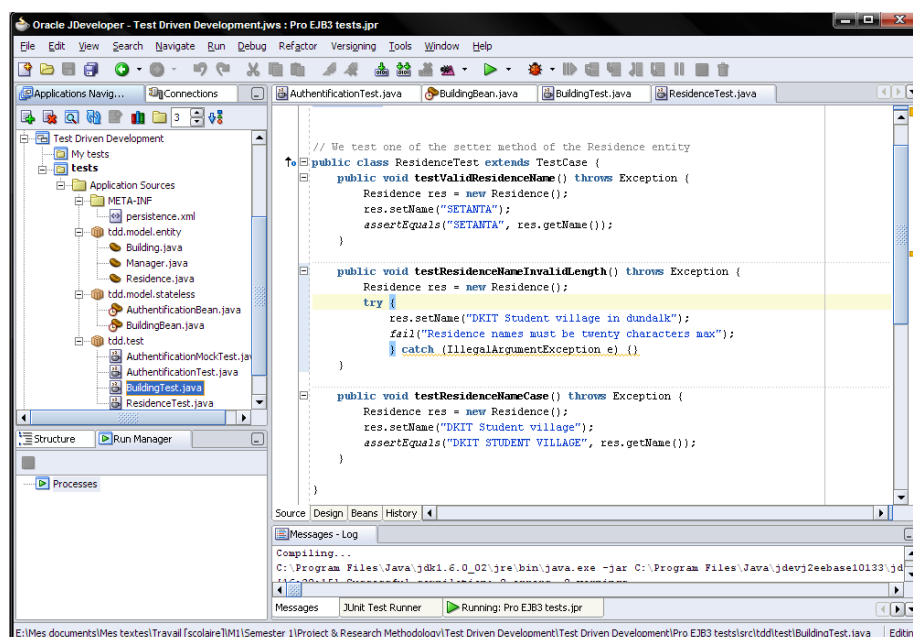 Oracle JDeveloper - Test Driven Development.jws : Pro EJB3 tests.jpr
File Edit View Search Navigate Run Debug Refactor Versigning Tools Window Help
Applications Navig...
Connections
AuthentificationTest.java
BuildingBean.java
BuildingTest.java
ResidenceTest.java
3
Test Driven Development
My tests
tests
Application Sources
META-INF
persistence.xml
tdd.model.entity
Building.java
Manager.java
Residence.java
tdd.model.stateless
AuthentificationBean.java
BuildingBean.java
tdd.test
AuthentificationMockTest.jav
AuthentificationTest.java
BuildingTest.java
ResidenceTest.java
Structure
Run Manager
Processes
// We test one of the setter method of the Residence entity
public class ResidenceTest extends TestCase {
public void testValidResidenceName() throws Exception {
Residence res = new Residence();
res.setName("SETANTA");
assertEquals("SETANTA", res.getName());
}
public void testResidenceNameInvalidLength() throws Exception {
Residence res = new Residence();
try {
res.setName("DKIT Student village in dundalk");
fail("Residence names must be twenty characters max");
} catch (IllegalArgumentException e) {}
}
public void testResidenceNameCase() throws Exception {
Residence res = new Residence();
res.setName("DKIT Student village");
assertEquals("DKIT STUDENT VILLAGE", res.getName());
}
}
Source Design Beans History
Messages - Log
Compiling...
C:\Program Files\Java\jdk1.6.0_02\jre\bin\java.exe -jar C:\Program Files\Java\jdevj2eebase10133\jd
Successful compilation: 0 errors, 0 warnings.
Messages
JUnit Test Runner
Running: Pro EJB3 tests.jpr
E:\Mes documents\Mes textes\Travail [scolaire]\M1\Semester 1\Project & Research Methodology\Test Driven Development\Test Driven Development\Pro EJB3 tests\src\tdd\test\BuildingTest.java
Editin